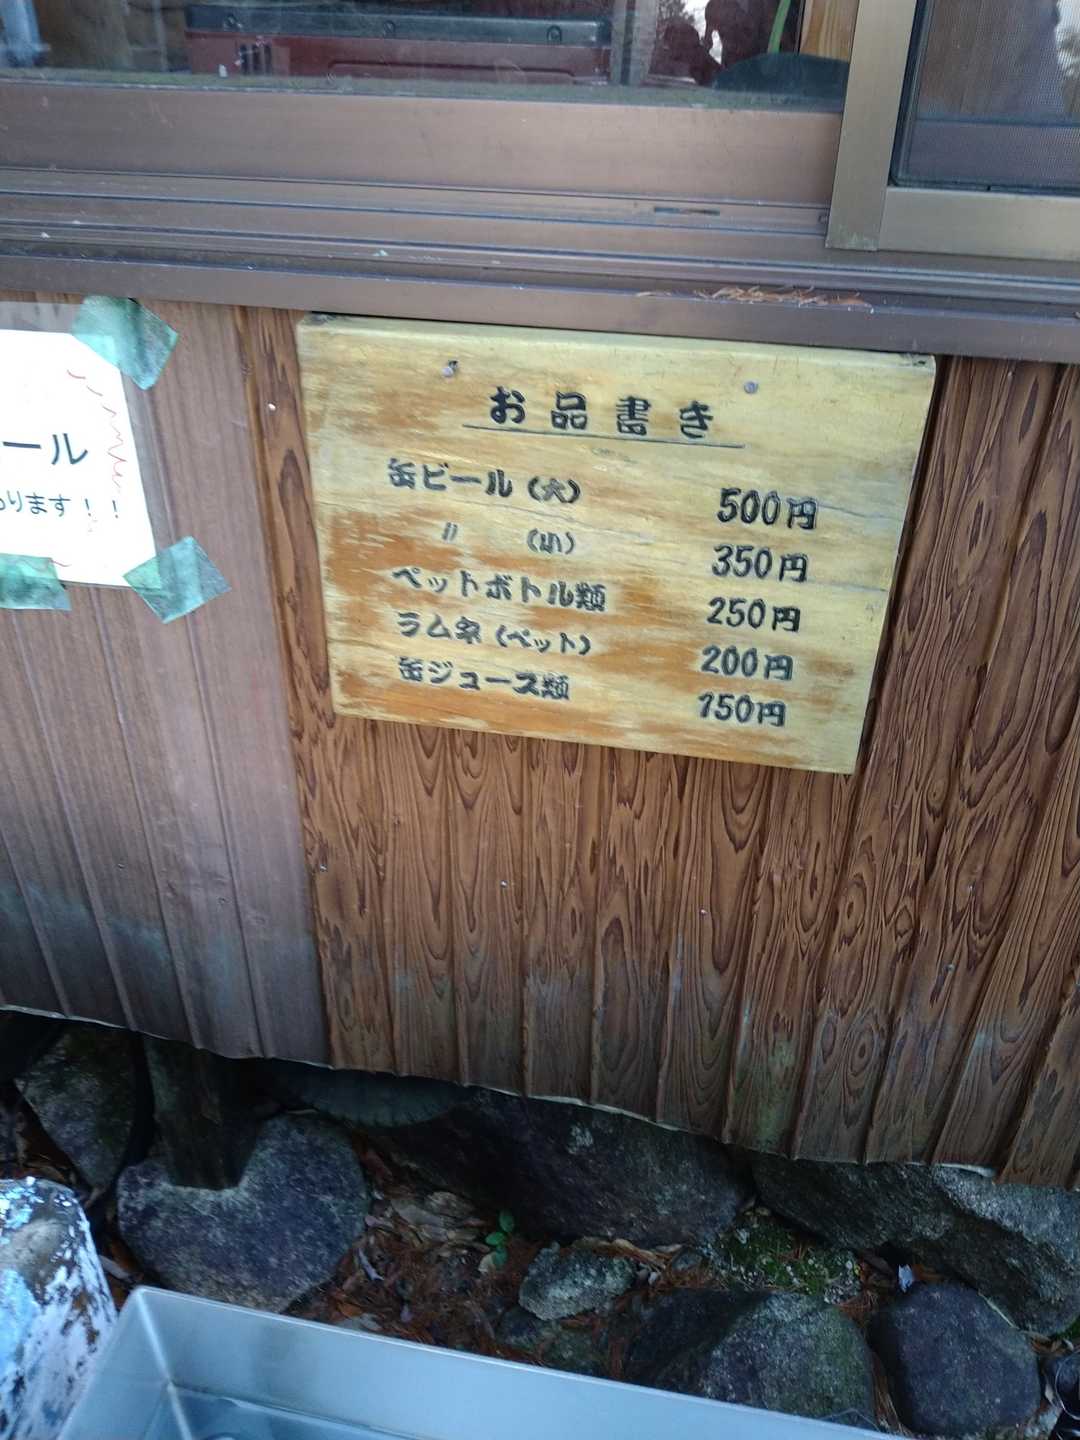 お品書き
缶ビール(大) 500円
〃 (小) 350円
ペットボトル類 250円
ラムネ(ペット) 200円
缶ジュース類 150円
ール
ります!!